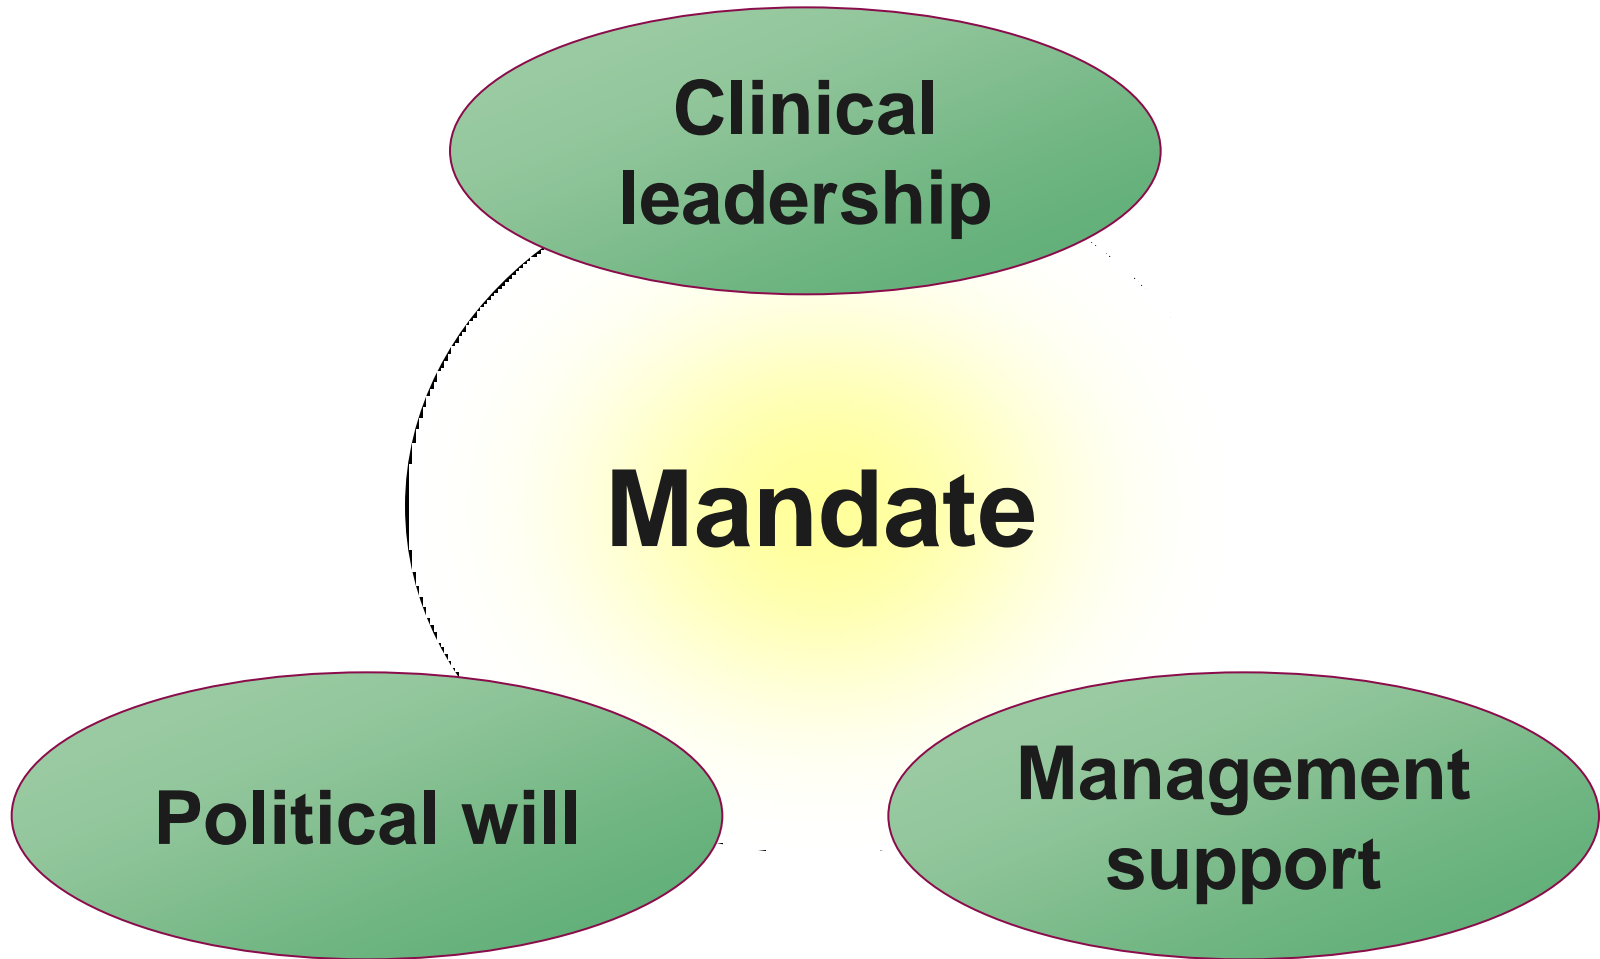 Clinical
leadership
Mandate
Political will
Management
support